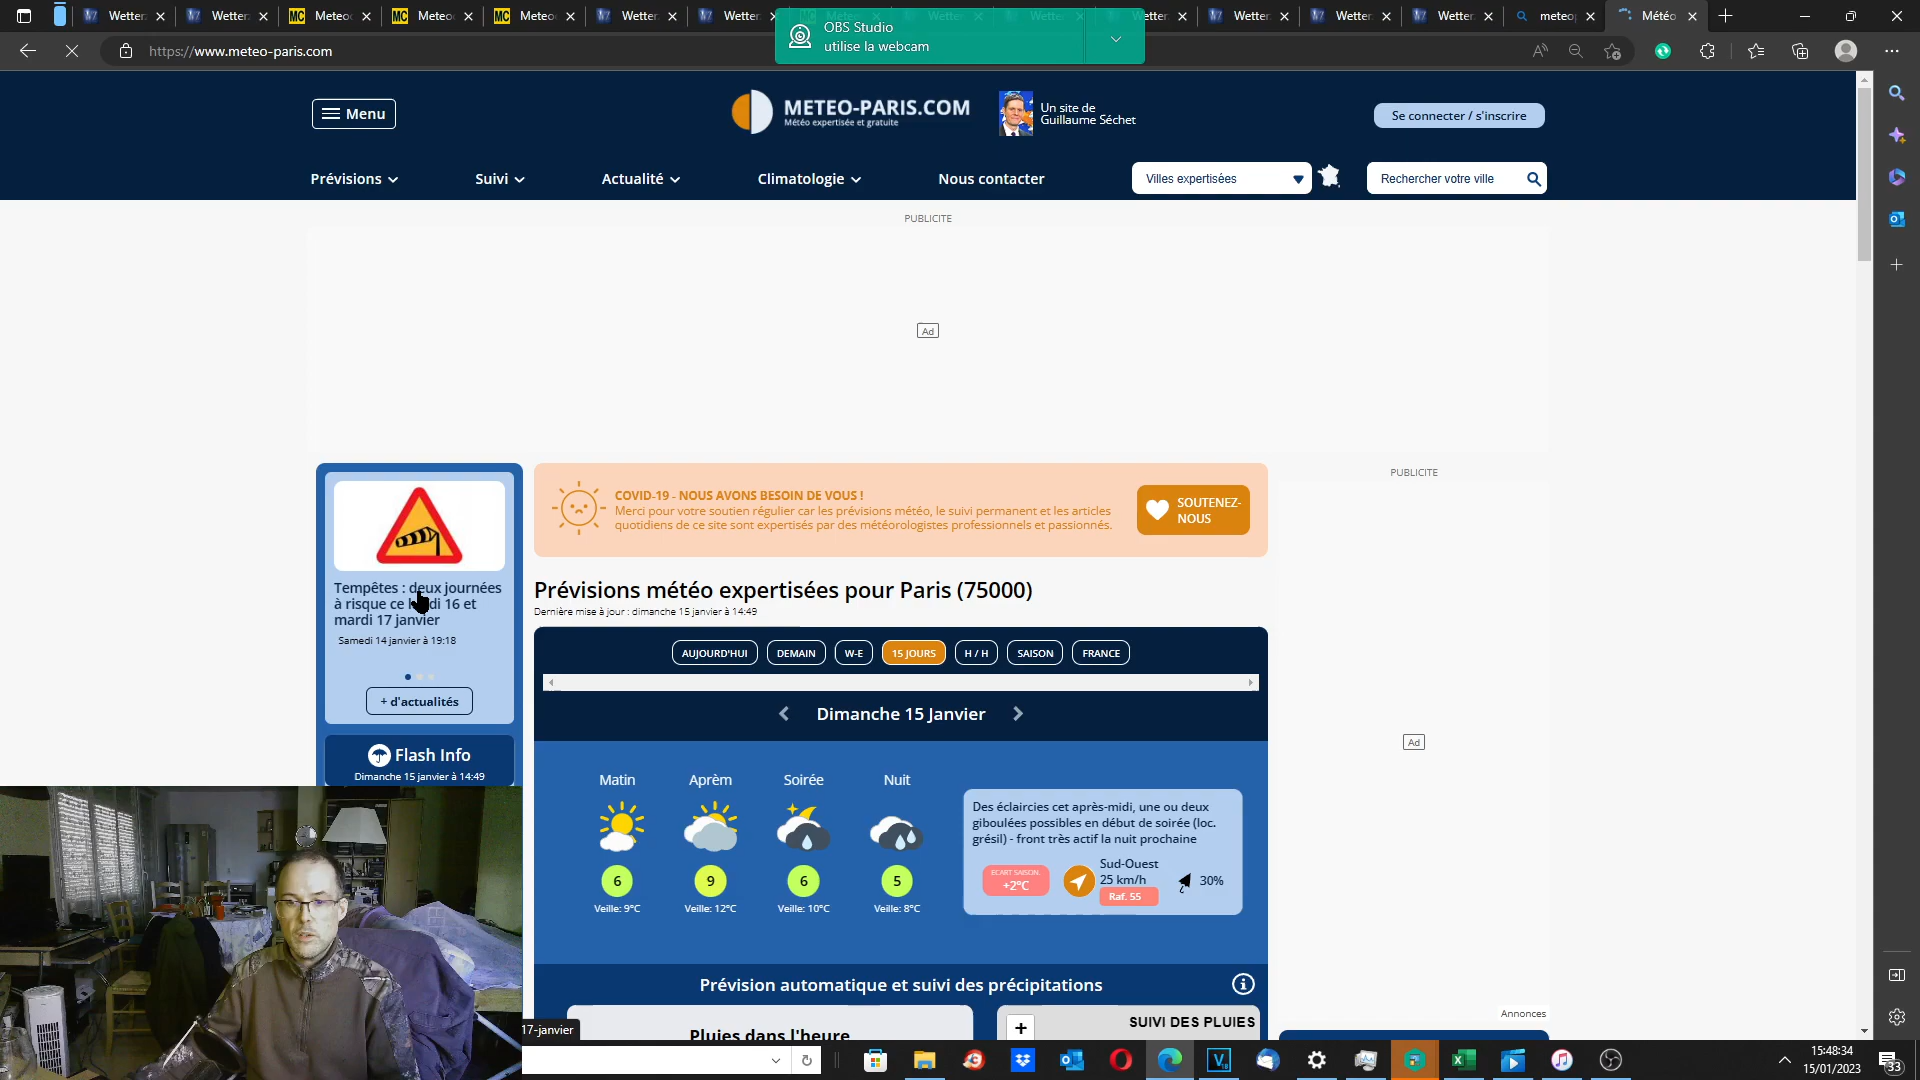 Wetter
Wetter
Meteo
Meteo
Meteo
Wetter
Wetter
Wetter
Wetter
Wetter
meteo
Météo
https://www.meteo-paris.com
OBS Studio
utilise la webcam
Menu
METEO-PARIS.COM
Météo expertisée et gratuite
Un site de
Guillaume Séchet
Se connecter / s'inscrire
Prévisions
Suivi
Actualité
Climatologie
Nous contacter
Villes expertisées
Rechercher votre ville
PUBLICITE
Ad
PUBLICITE
COVID-19 - NOUS AVONS BESOIN DE VOUS !
Merci pour votre soutien régulier car les prévisions météo, le suivi permanent et les articles
quotidiens de ce site sont expertisés par des météorologistes professionnels et passionnés.
SOUTENEZ-
NOUS
Tempêtes : deux journées
à risque ce lundi 16 et
mardi 17 janvier
Samedi 14 janvier à 19:18
+ d'actualités
Flash Info
Dimanche 15 janvier à 14:49
Prévisions météo expertisées pour Paris (75000)
Dernière mise à jour : dimanche 15 janvier à 14:49
AUJOURD'HUI
DEMAIN
W-E
15 JOURS
H / H
SAISON
FRANCE
Dimanche 15 Janvier
Matin
Aprèm
Soirée
Nuit
6
9
6
5
Veille: 9°C
Veille: 12°C
Veille: 10°C
Veille: 8°C
Des éclaircies cet après-midi, une ou deux
giboulées possibles en début de soirée (loc.
grésil) - front très actif la nuit prochaine
ECART SAISON
+2°C
Sud-Ouest
25 km/h
Raf. 55
30%
Ad
Prévision automatique et suivi des précipitations
Pluies dans l'heure
+
SUIVI DES PLUIES
Annonces
17-janvier
15:48:34
15/01/2023
33